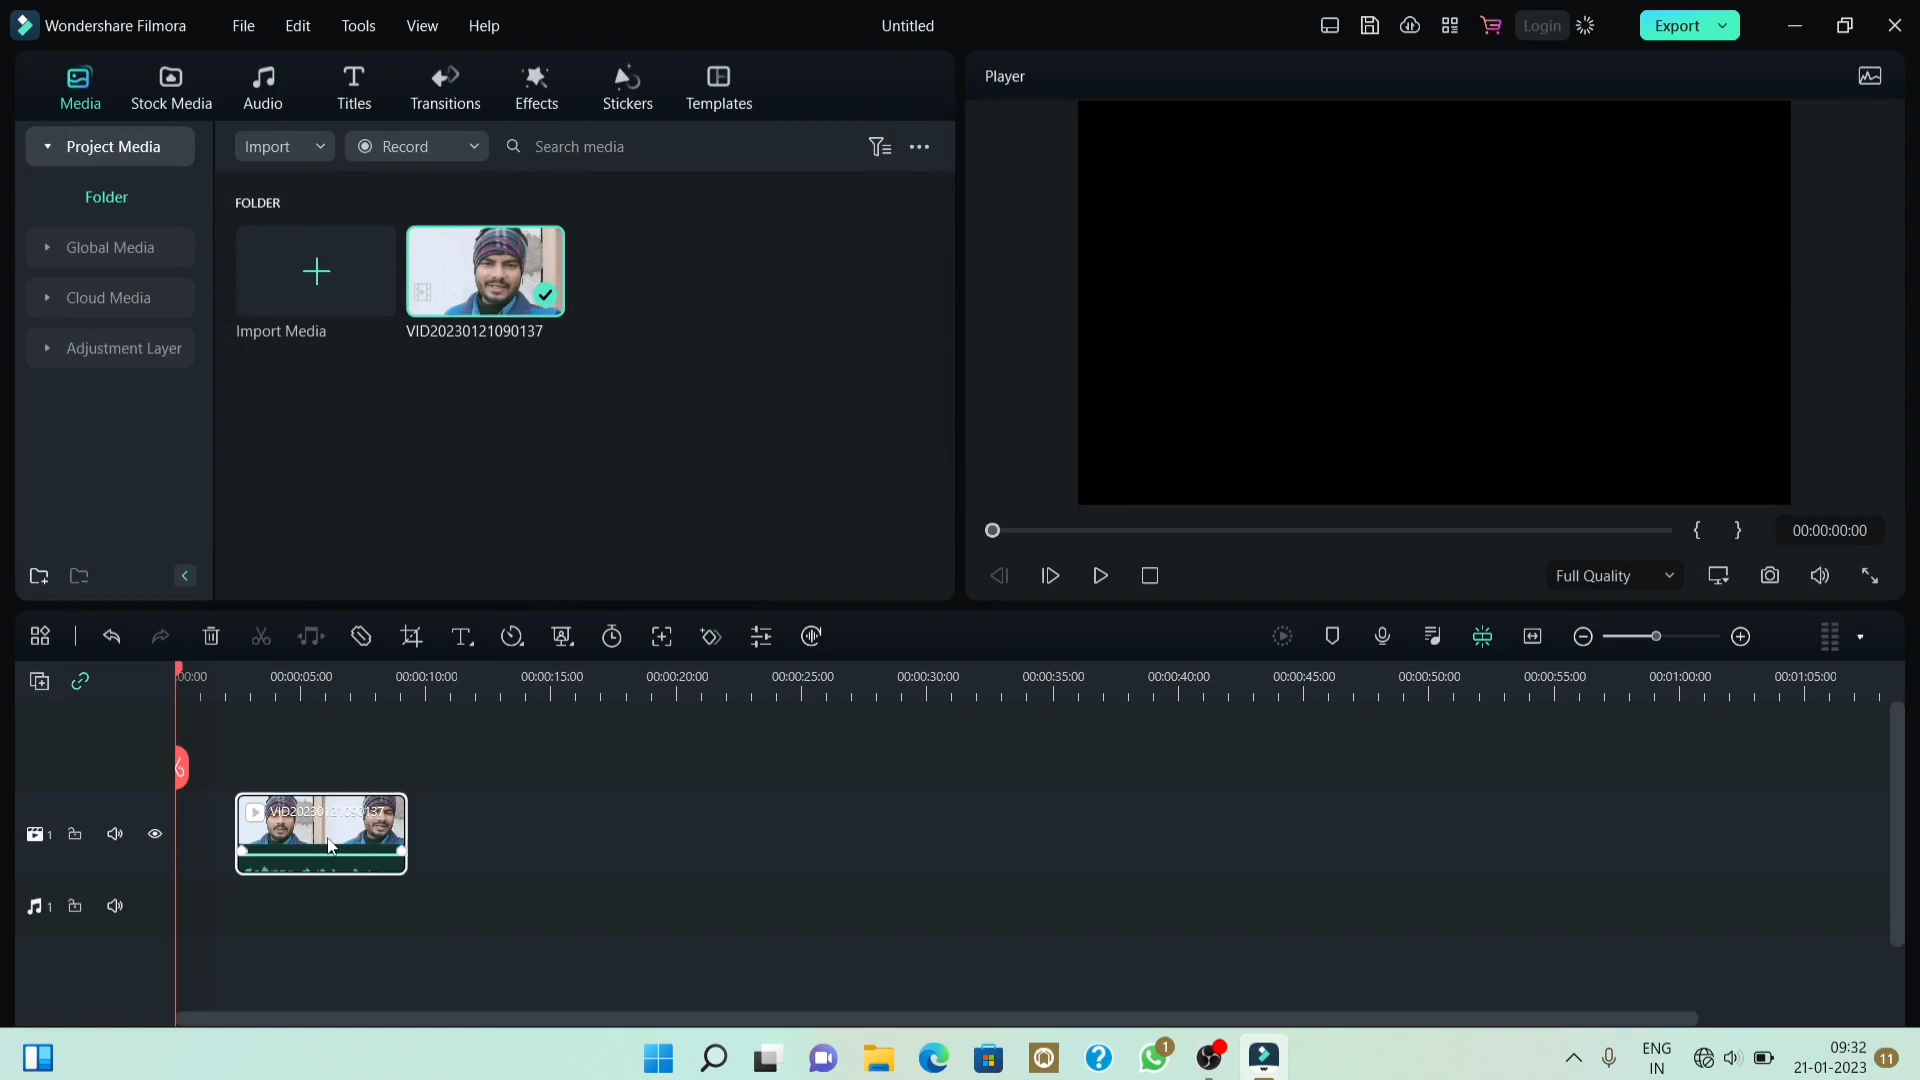 Wondershare Filmora File Edit Tools View Help Untitled Login Export
Media Stock Media Audio Titles Transitions Effects Stickers Templates
Player
Project Media
Import Record Search media
Folder
FOLDER
Global Media
Cloud Media
Import Media VID20230121090137
Adjustment Layer
{ } 00:00:00:00
Full Quality
:00:00 00:00:05:00 00:00:10:00 00:00:15:00 00:00:20:00 00:00:25:00 00:00:30:00 00:00:35:00 00:00:40:00 00:00:45:00 00:00:50:00 00:00:55:00 00:01:00:00 00:01:05:00
VID20230121090137
1
1
1
ENG
IN
09:32
21-01-2023
11